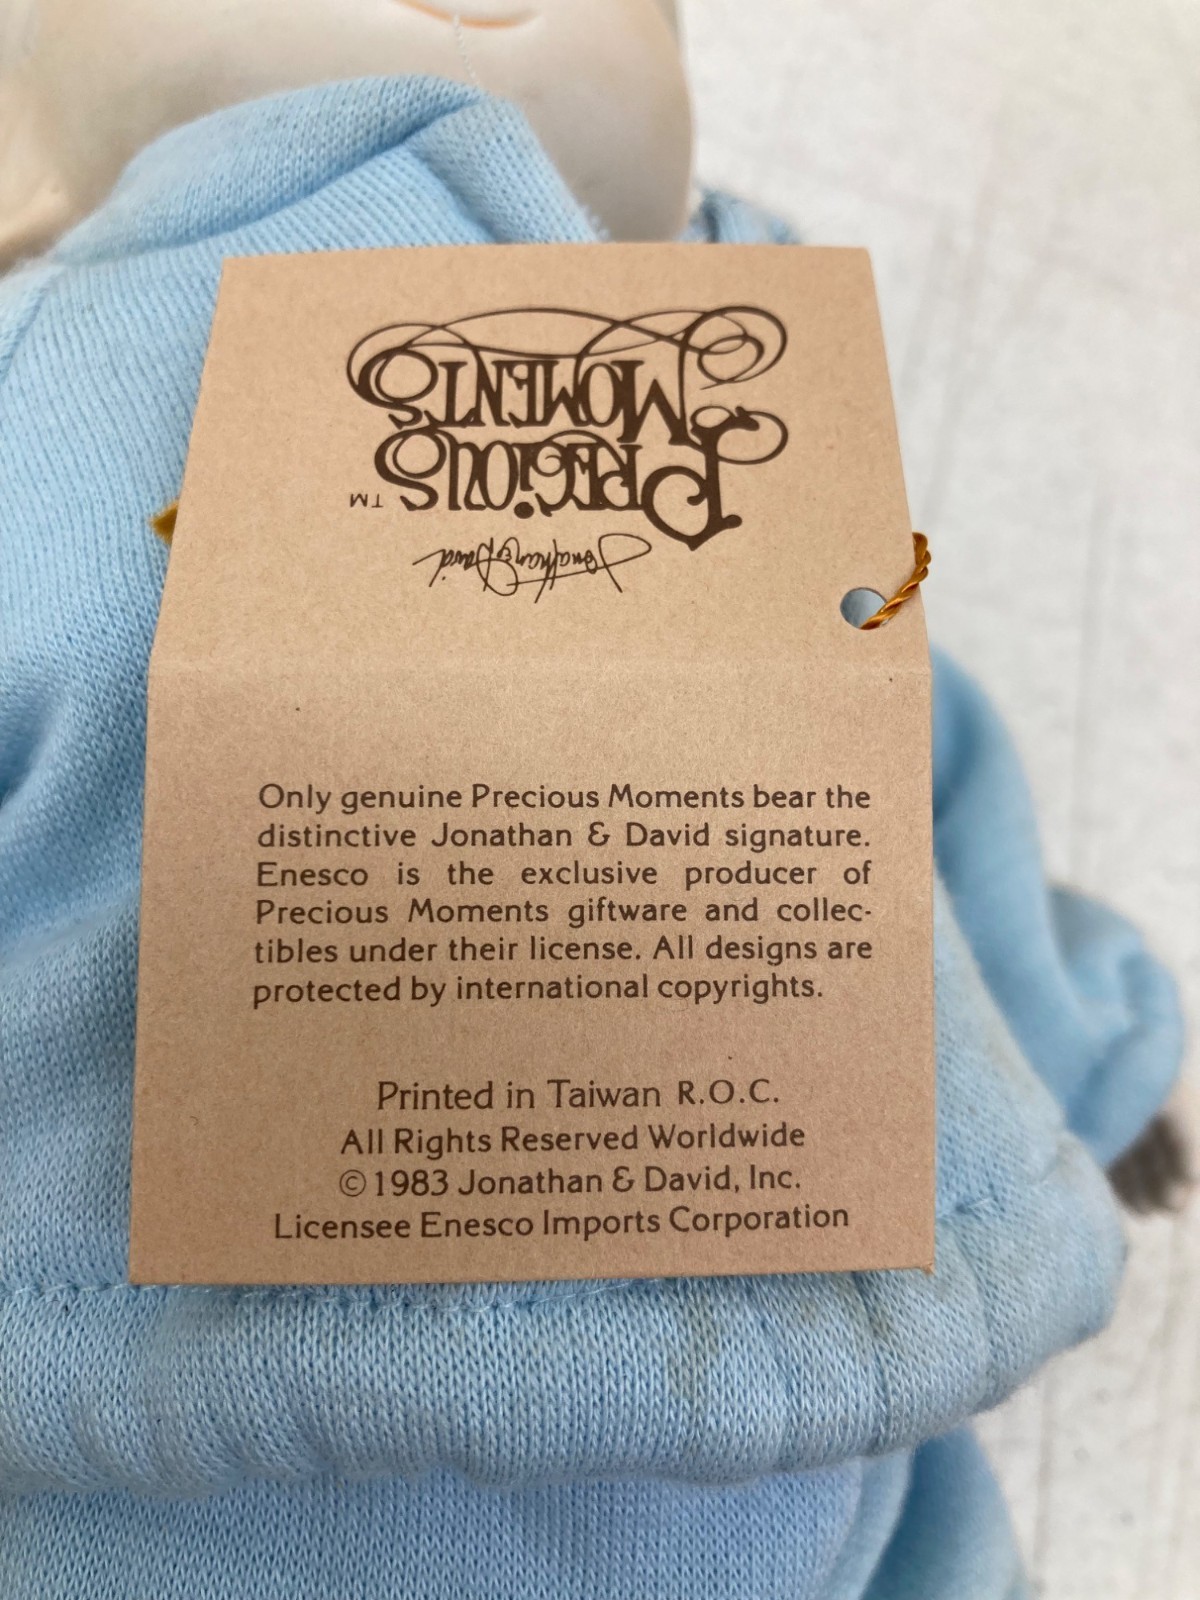 Precious
Moments
TM
Jonathan & David
Only genuine Precious Moments bear the
distinctive Jonathan & David signature.
Enesco is the exclusive producer of
Precious Moments giftware and collec-
tibles under their license. All designs are
protected by international copyrights.
Printed in Taiwan R.O.C.
All Rights Reserved Worldwide
© 1983 Jonathan & David, Inc.
Licensee Enesco Imports Corporation